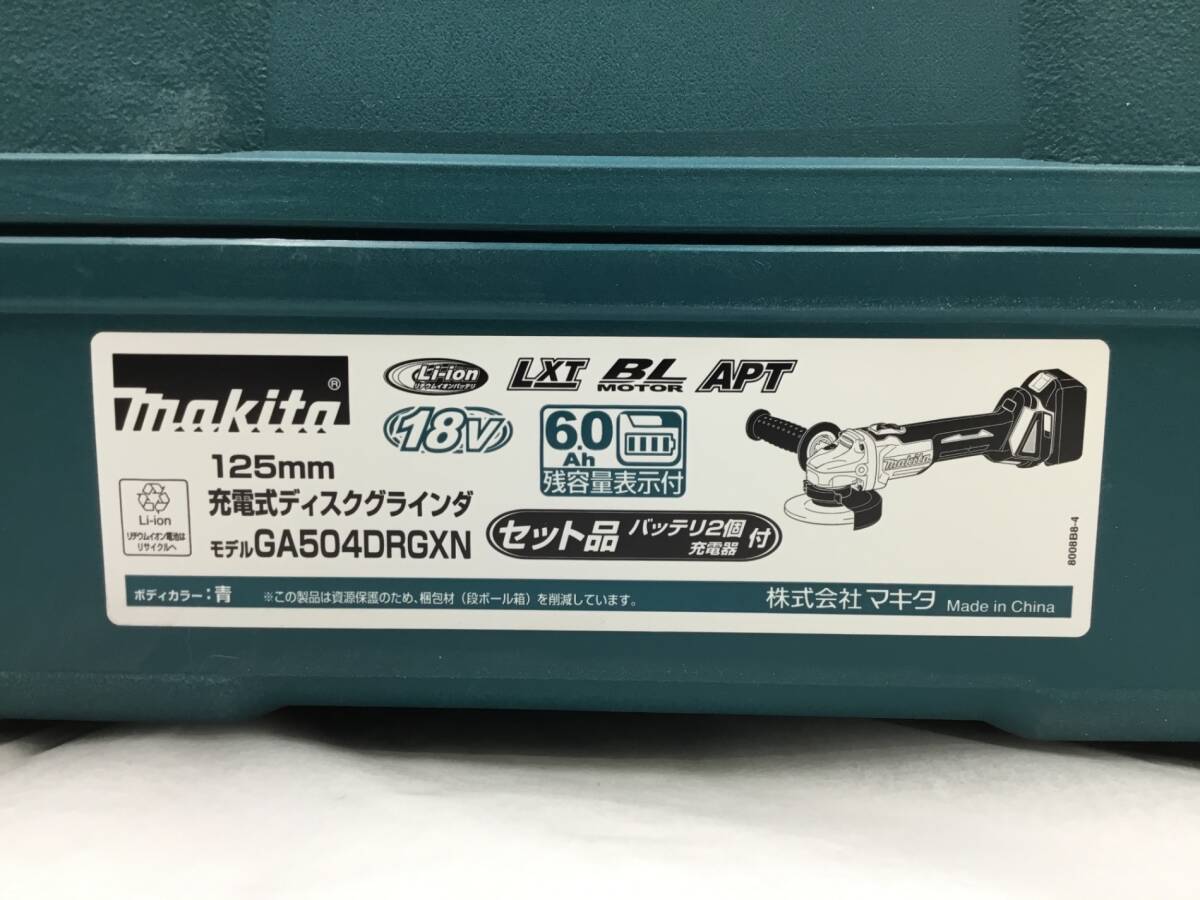 makita®
Li-ion
リチウムイオンバッテリ
LXT
BL
MOTOR
APT
18V
6.0
Ah
残容量表示付
125mm
充電式ディスクグラインダ
モデルGA504DRGXN
Li-ion
リチウムイオン電池は
リサイクルへ
セット品
バッテリ2個
充電器
付
makita
8008B8-4
ボディカラー:青
※この製品は資源保護のため、梱包材(段ボール箱)を削減しています。
株式会社マキタ
Made in China